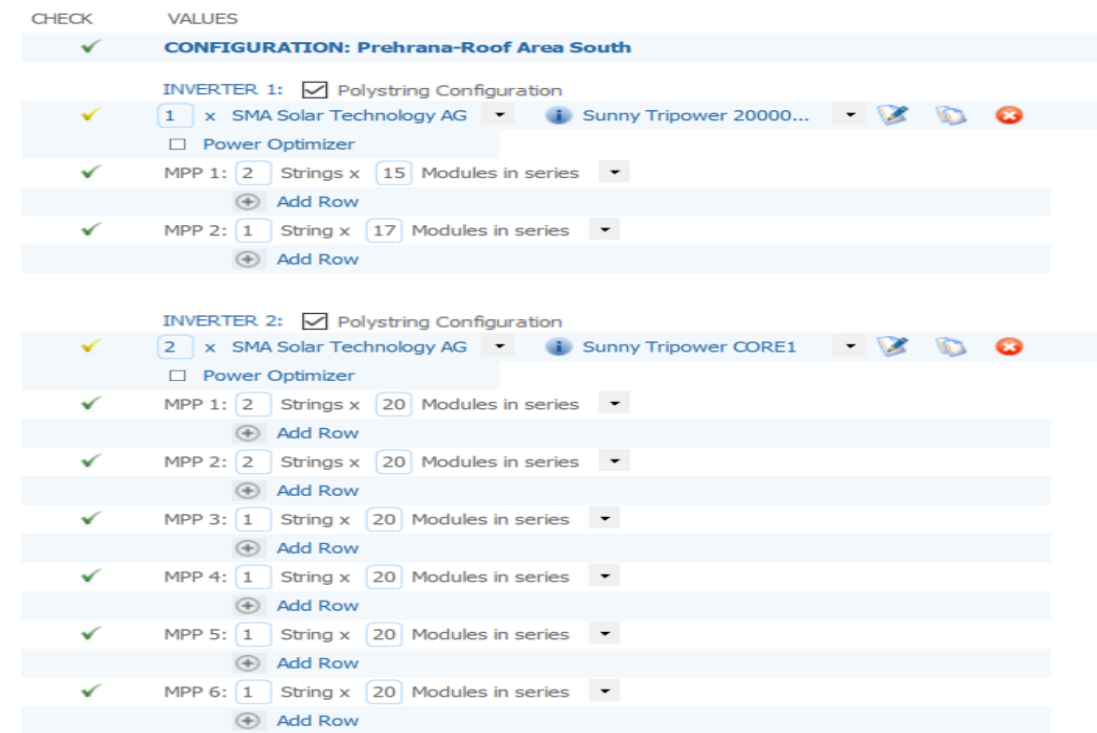 CHECK VALUES
CONFIGURATION: Prehrana-Roof Area South
INVERTER 1: Polystring Configuration
1 x SMA Solar Technology AG Sunny Tripower 20000...
Power Optimizer
MPP 1: 2 Strings x 15 Modules in series
Add Row
MPP 2: 1 String x 17 Modules in series
Add Row
INVERTER 2: Polystring Configuration
2 x SMA Solar Technology AG Sunny Tripower CORE1
Power Optimizer
MPP 1: 2 Strings x 20 Modules in series
Add Row
MPP 2: 2 Strings x 20 Modules in series
Add Row
MPP 3: 1 String x 20 Modules in series
Add Row
MPP 4: 1 String x 20 Modules in series
Add Row
MPP 5: 1 String x 20 Modules in series
Add Row
MPP 6: 1 String x 20 Modules in series
Add Row